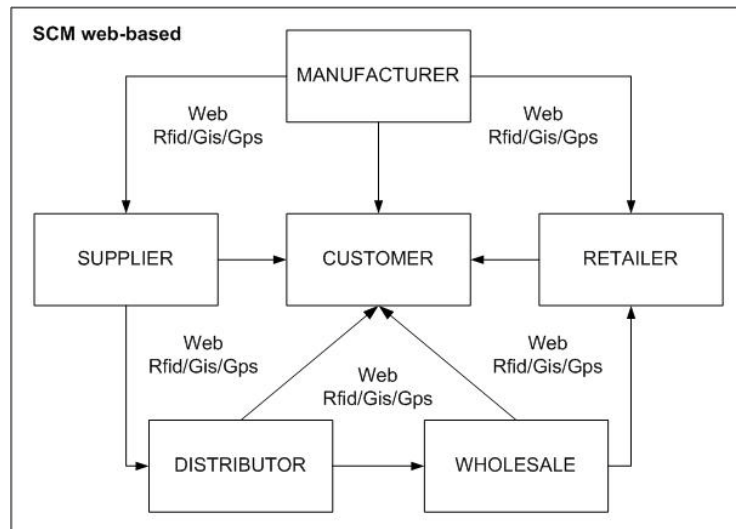 SCM web-based
MANUFACTURER
Web
Rfid/Gis/Gps
Web
Rfid/Gis/Gps
SUPPLIER
CUSTOMER
RETAILER
Web
Rfid/Gis/Gps
Web
Rfid/Gis/Gps
Web
Rfid/Gis/Gps
DISTRIBUTOR
WHOLESALE